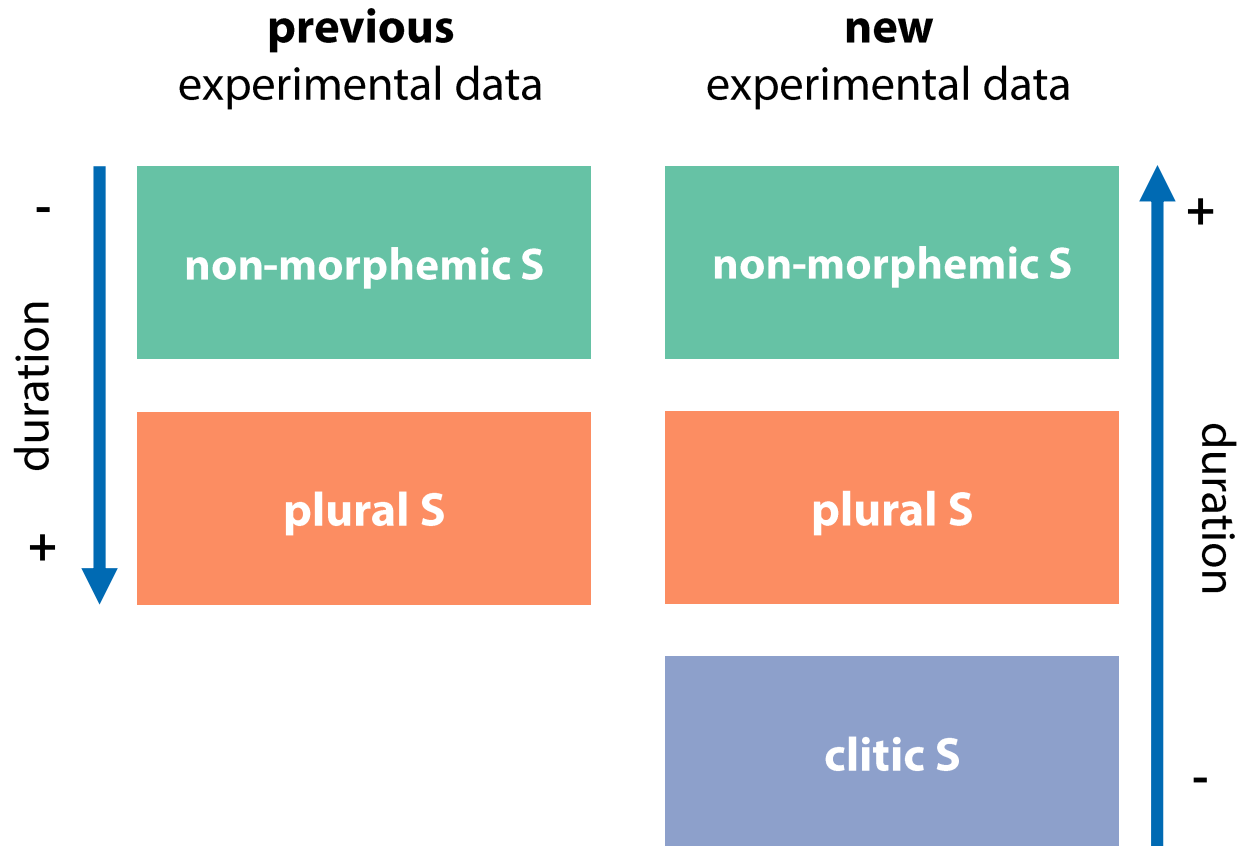 previous
experimental data
new
experimental data
-
duration
+
non-morphemic S
plural S
non-morphemic S
plural S
clitic S
+
duration
-